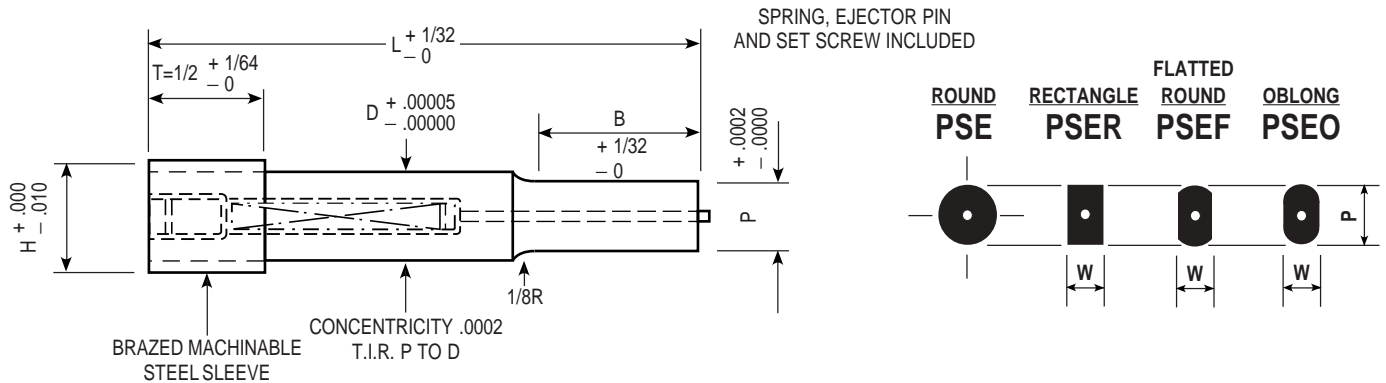 SPRING, EJECTOR PIN
AND SET SCREW INCLUDED
L + 1/32
– 0
T=1/2 + 1/64
– 0
D + .00005
– .00000
B
+ 1/32
– 0
+ .0002
– .0000
P
H + .000
– .010
1/8R
BRAZED MACHINABLE
STEEL SLEEVE
CONCENTRICITY .0002
T.I.R. P TO D
ROUND
PSE
RECTANGLE
PSER
FLATTED
ROUND
PSEF
OBLONG
PSEO
P
W
W
W